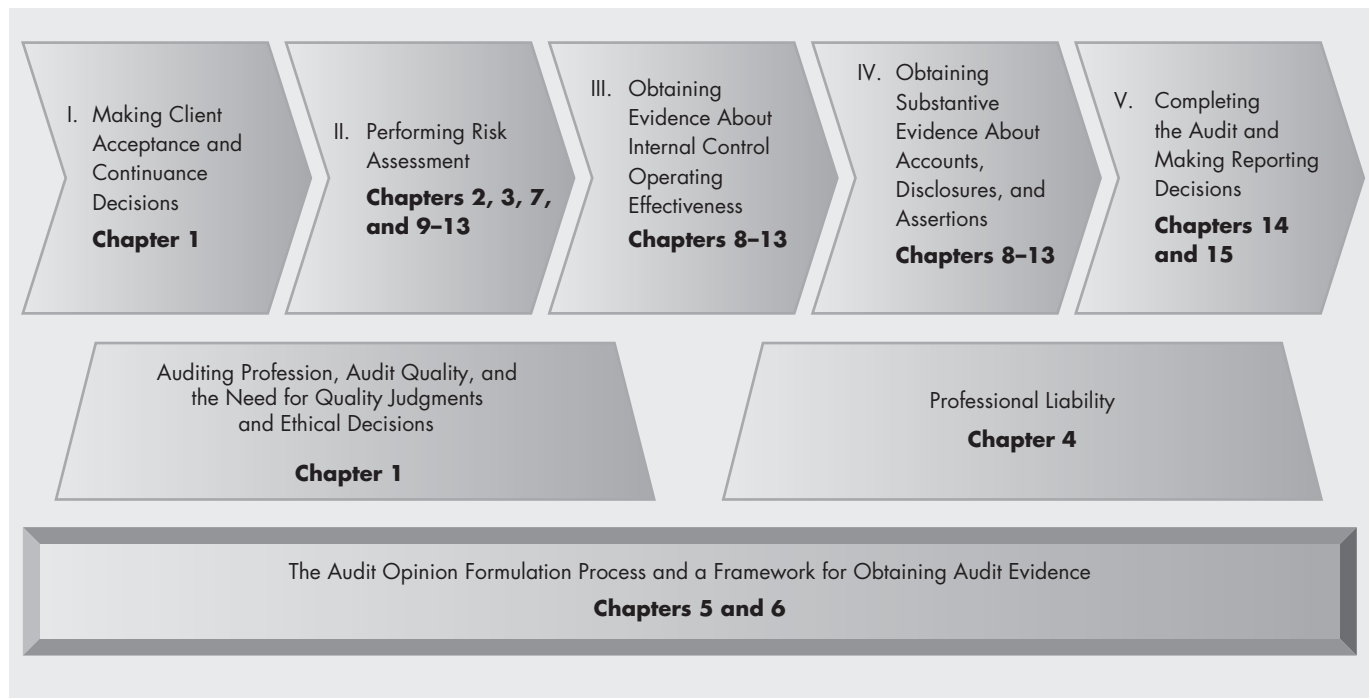 I. Making Client
Acceptance and
Continuance
Decisions
Chapter 1
II. Performing Risk
Assessment
Chapters 2, 3, 7,
and 9–13
III. Obtaining
Evidence About
Internal Control
Operating
Effectiveness
Chapters 8–13
IV. Obtaining
Substantive
Evidence About
Accounts,
Disclosures, and
Assertions
Chapters 8–13
V. Completing
the Audit and
Making Reporting
Decisions
Chapters 14
and 15
Auditing Profession, Audit Quality, and
the Need for Quality Judgments
and Ethical Decisions
Chapter 1
Professional Liability
Chapter 4
The Audit Opinion Formulation Process and a Framework for Obtaining Audit Evidence
Chapters 5 and 6